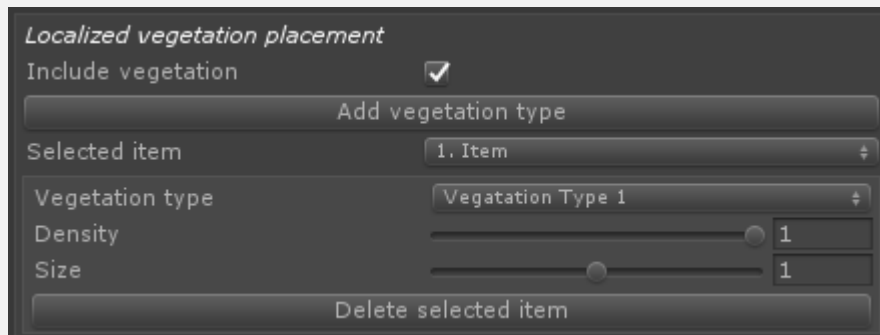 Localized vegetation placement
Include vegetation
Add vegetation type
Selected item 1. Item
Vegetation type Vegatation Type 1
Density 1
Size 1
Delete selected item